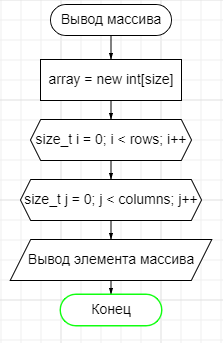 Вывод массива
array = new int[size]
size_t i = 0; i < rows; i++
size_t j = 0; j < columns; j++
Вывод элемента массива
Конец